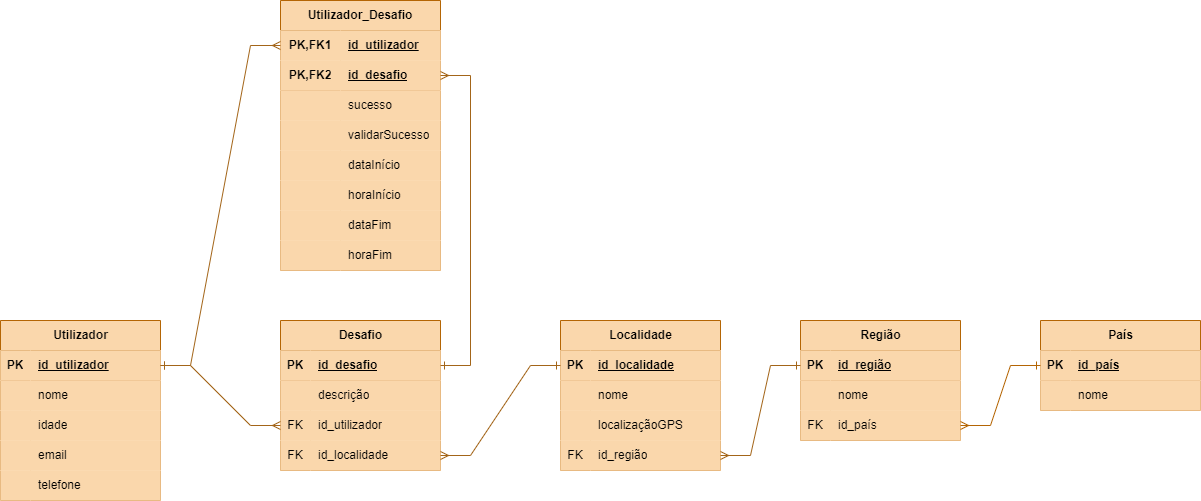 Utilizador_Desafio
PK,FK1 id_utilizador
PK,FK2 id_desafio
sucesso
validarSucesso
dataInício
horaInício
dataFim
horaFim
Utilizador
PK id_utilizador
nome
idade
email
telefone
Desafio
PK id_desafio
descrição
FK id_utilizador
FK id_localidade
Localidade
PK id_localidade
nome
localizaçãoGPS
FK id_região
Região
PK id_região
nome
FK id_país
País
PK id_país
nome